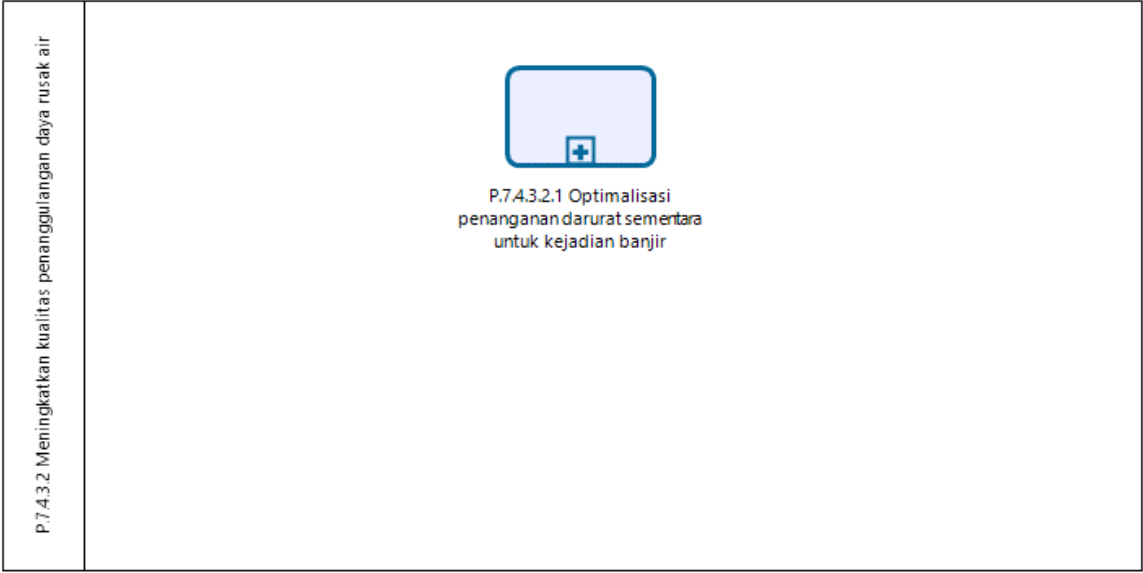 P.7.4.3.2 Meningkatkan kualitas penanggulangan daya rusak air
P.7.4.3.2.1 Optimalisasi
penanganan darurat sementara
untuk kejadian banjir